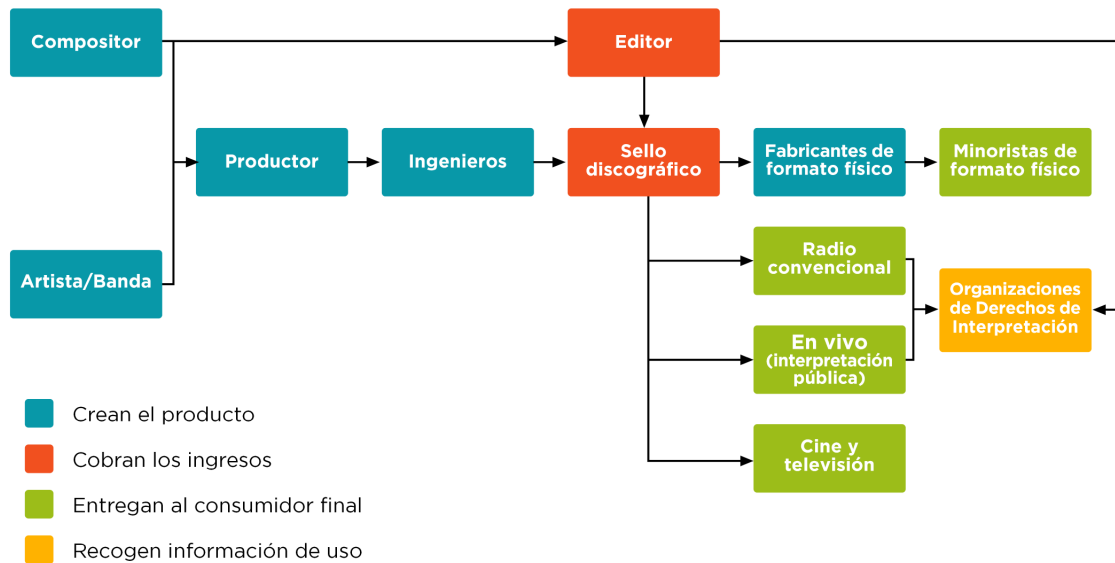 Compositor
Editor
Productor
Ingenieros
Sello
discográfico
Fabricantes de
formato físico
Minoristas de
formato físico
Artista/Banda
Radio
convencional
Organizaciones
de Derechos de
Interpretación
En vivo
(interpretación
pública)
Cine y
televisión
Crean el producto
Cobran los ingresos
Entregan al consumidor final
Recogen información de uso